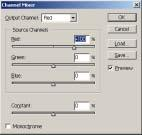 Channel Mixer
Output Channel: Red
OK
Source Channels
Cancel
Red: %
Load...
Save...
Green: 0 %
Preview
Blue: 0 %
Constant: 0 %
Monochrome